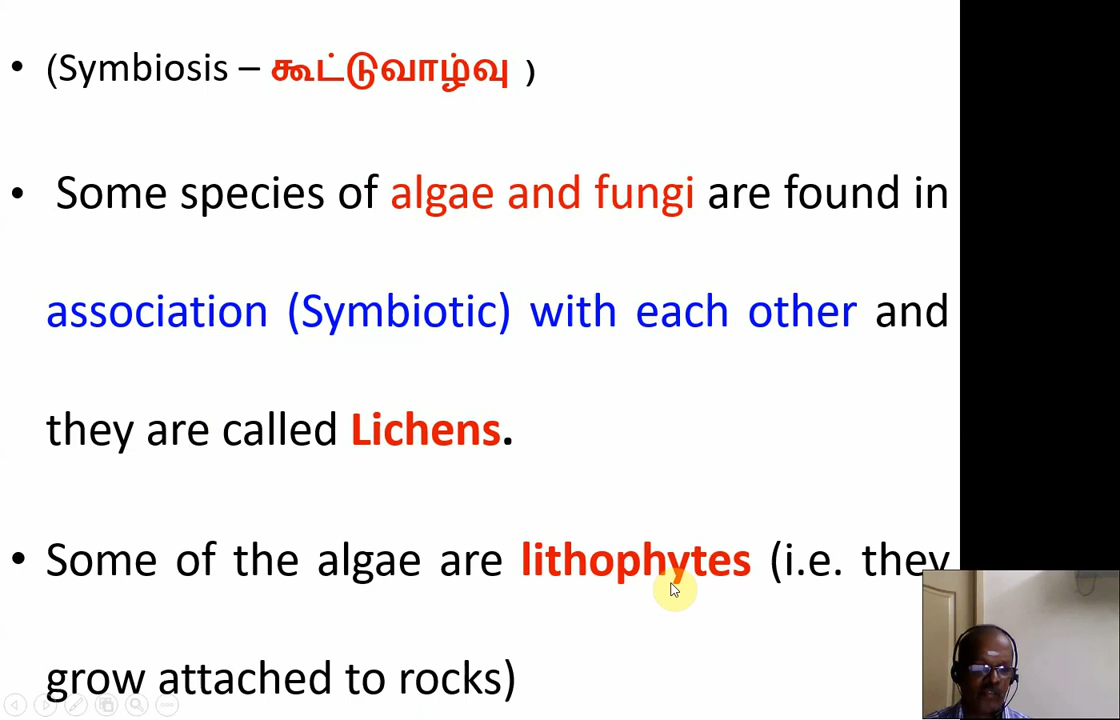 • (Symbiosis – கூட்டுவாழ்வு )
• Some species of algae and fungi are found in
association (Symbiotic) with each other and
they are called Lichens.
• Some of the algae are lithophytes (i.e. they
grow attached to rocks)